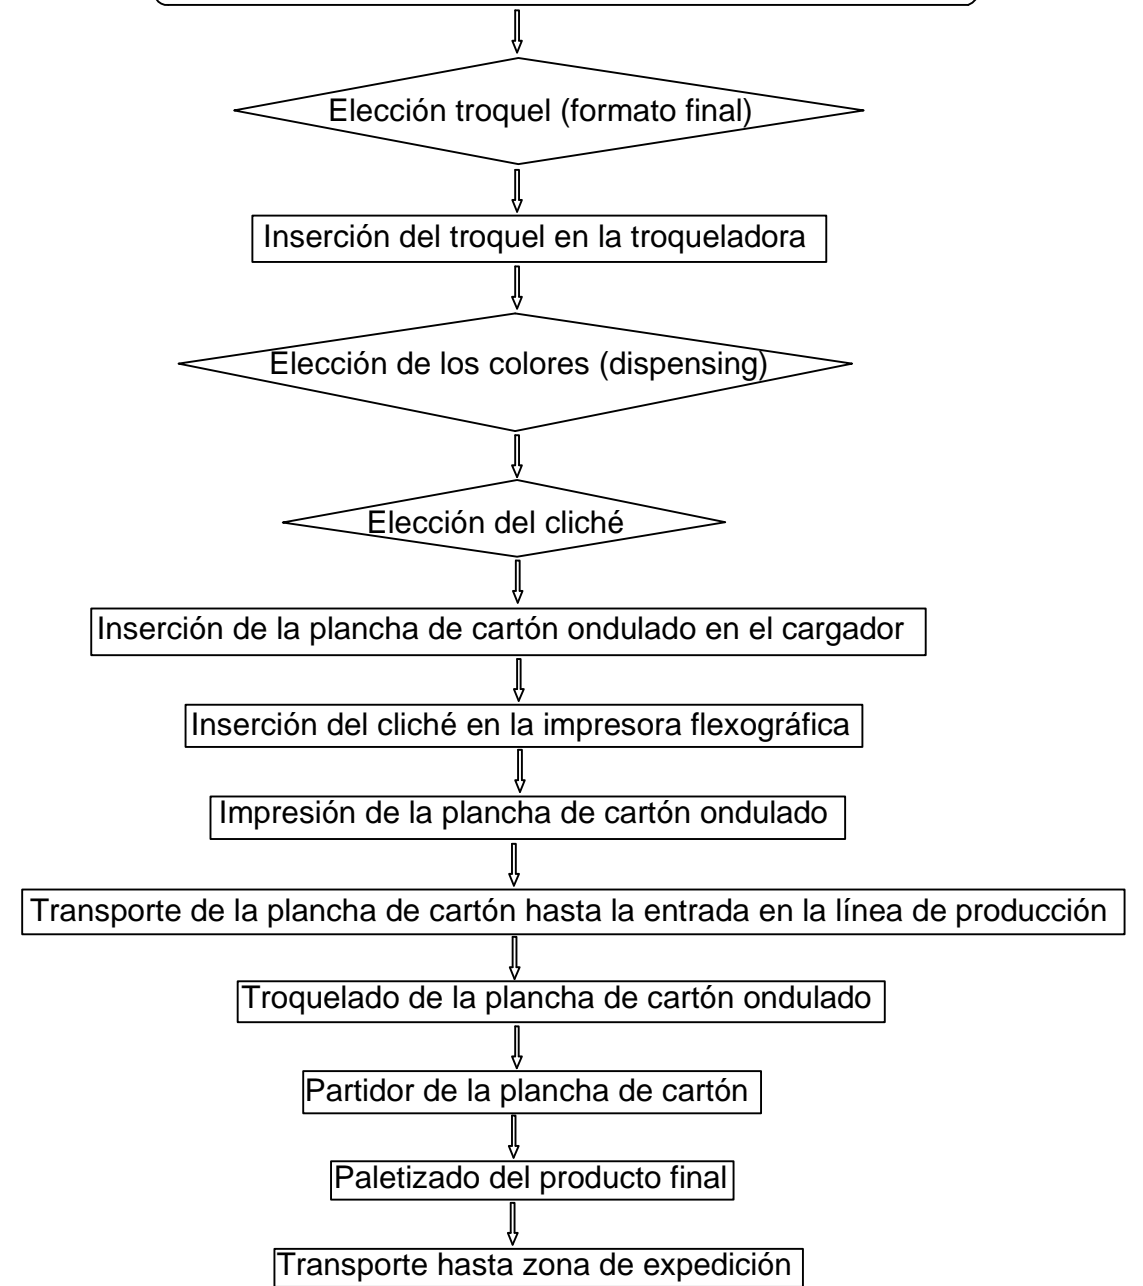 Elección troquel (formato final)
Inserción del troquel en la troqueladora
Elección de los colores (dispensing)
Elección del cliché
Inserción de la plancha de cartón ondulado en el cargador
Inserción del cliché en la impresora flexográfica
Impresión de la plancha de cartón ondulado
Transporte de la plancha de cartón hasta la entrada en la línea de producción
Troquelado de la plancha de cartón ondulado
Partidor de la plancha de cartón
Paletizado del producto final
Transporte hasta zona de expedición